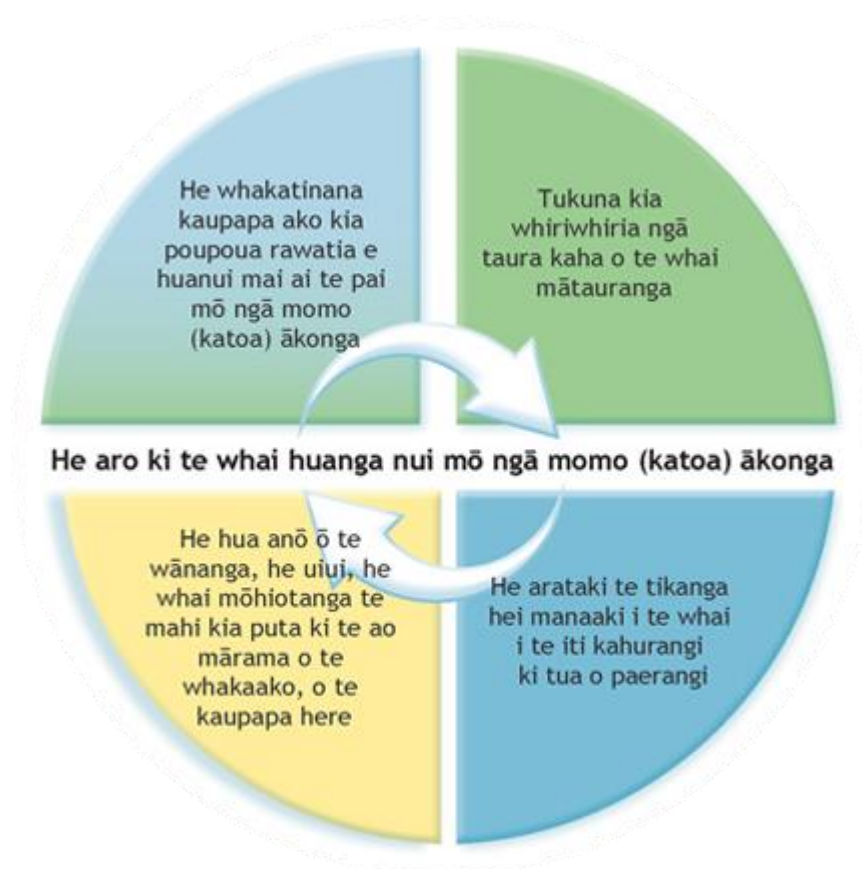 He whakatinana
kaupapa ako kia
poupoua rawatia e
huanui mai ai te pai
mō ngā momo
(katoa) ākonga
Tukuna kia
whiriwhiria ngā
taura kaha o te whai
mātauranga
He aro ki te whai huanga nui mō ngā momo (katoa) ākonga
He hua anō ō te
wānanga, he uiui, he
whai mōhiotanga te
mahi kia puta ki te ao
mārama o te
whakaako, o te
kaupapa here
He arataki te tikanga
hei manaaki i te whai
i te iti kahurangi
ki tua o paerangi